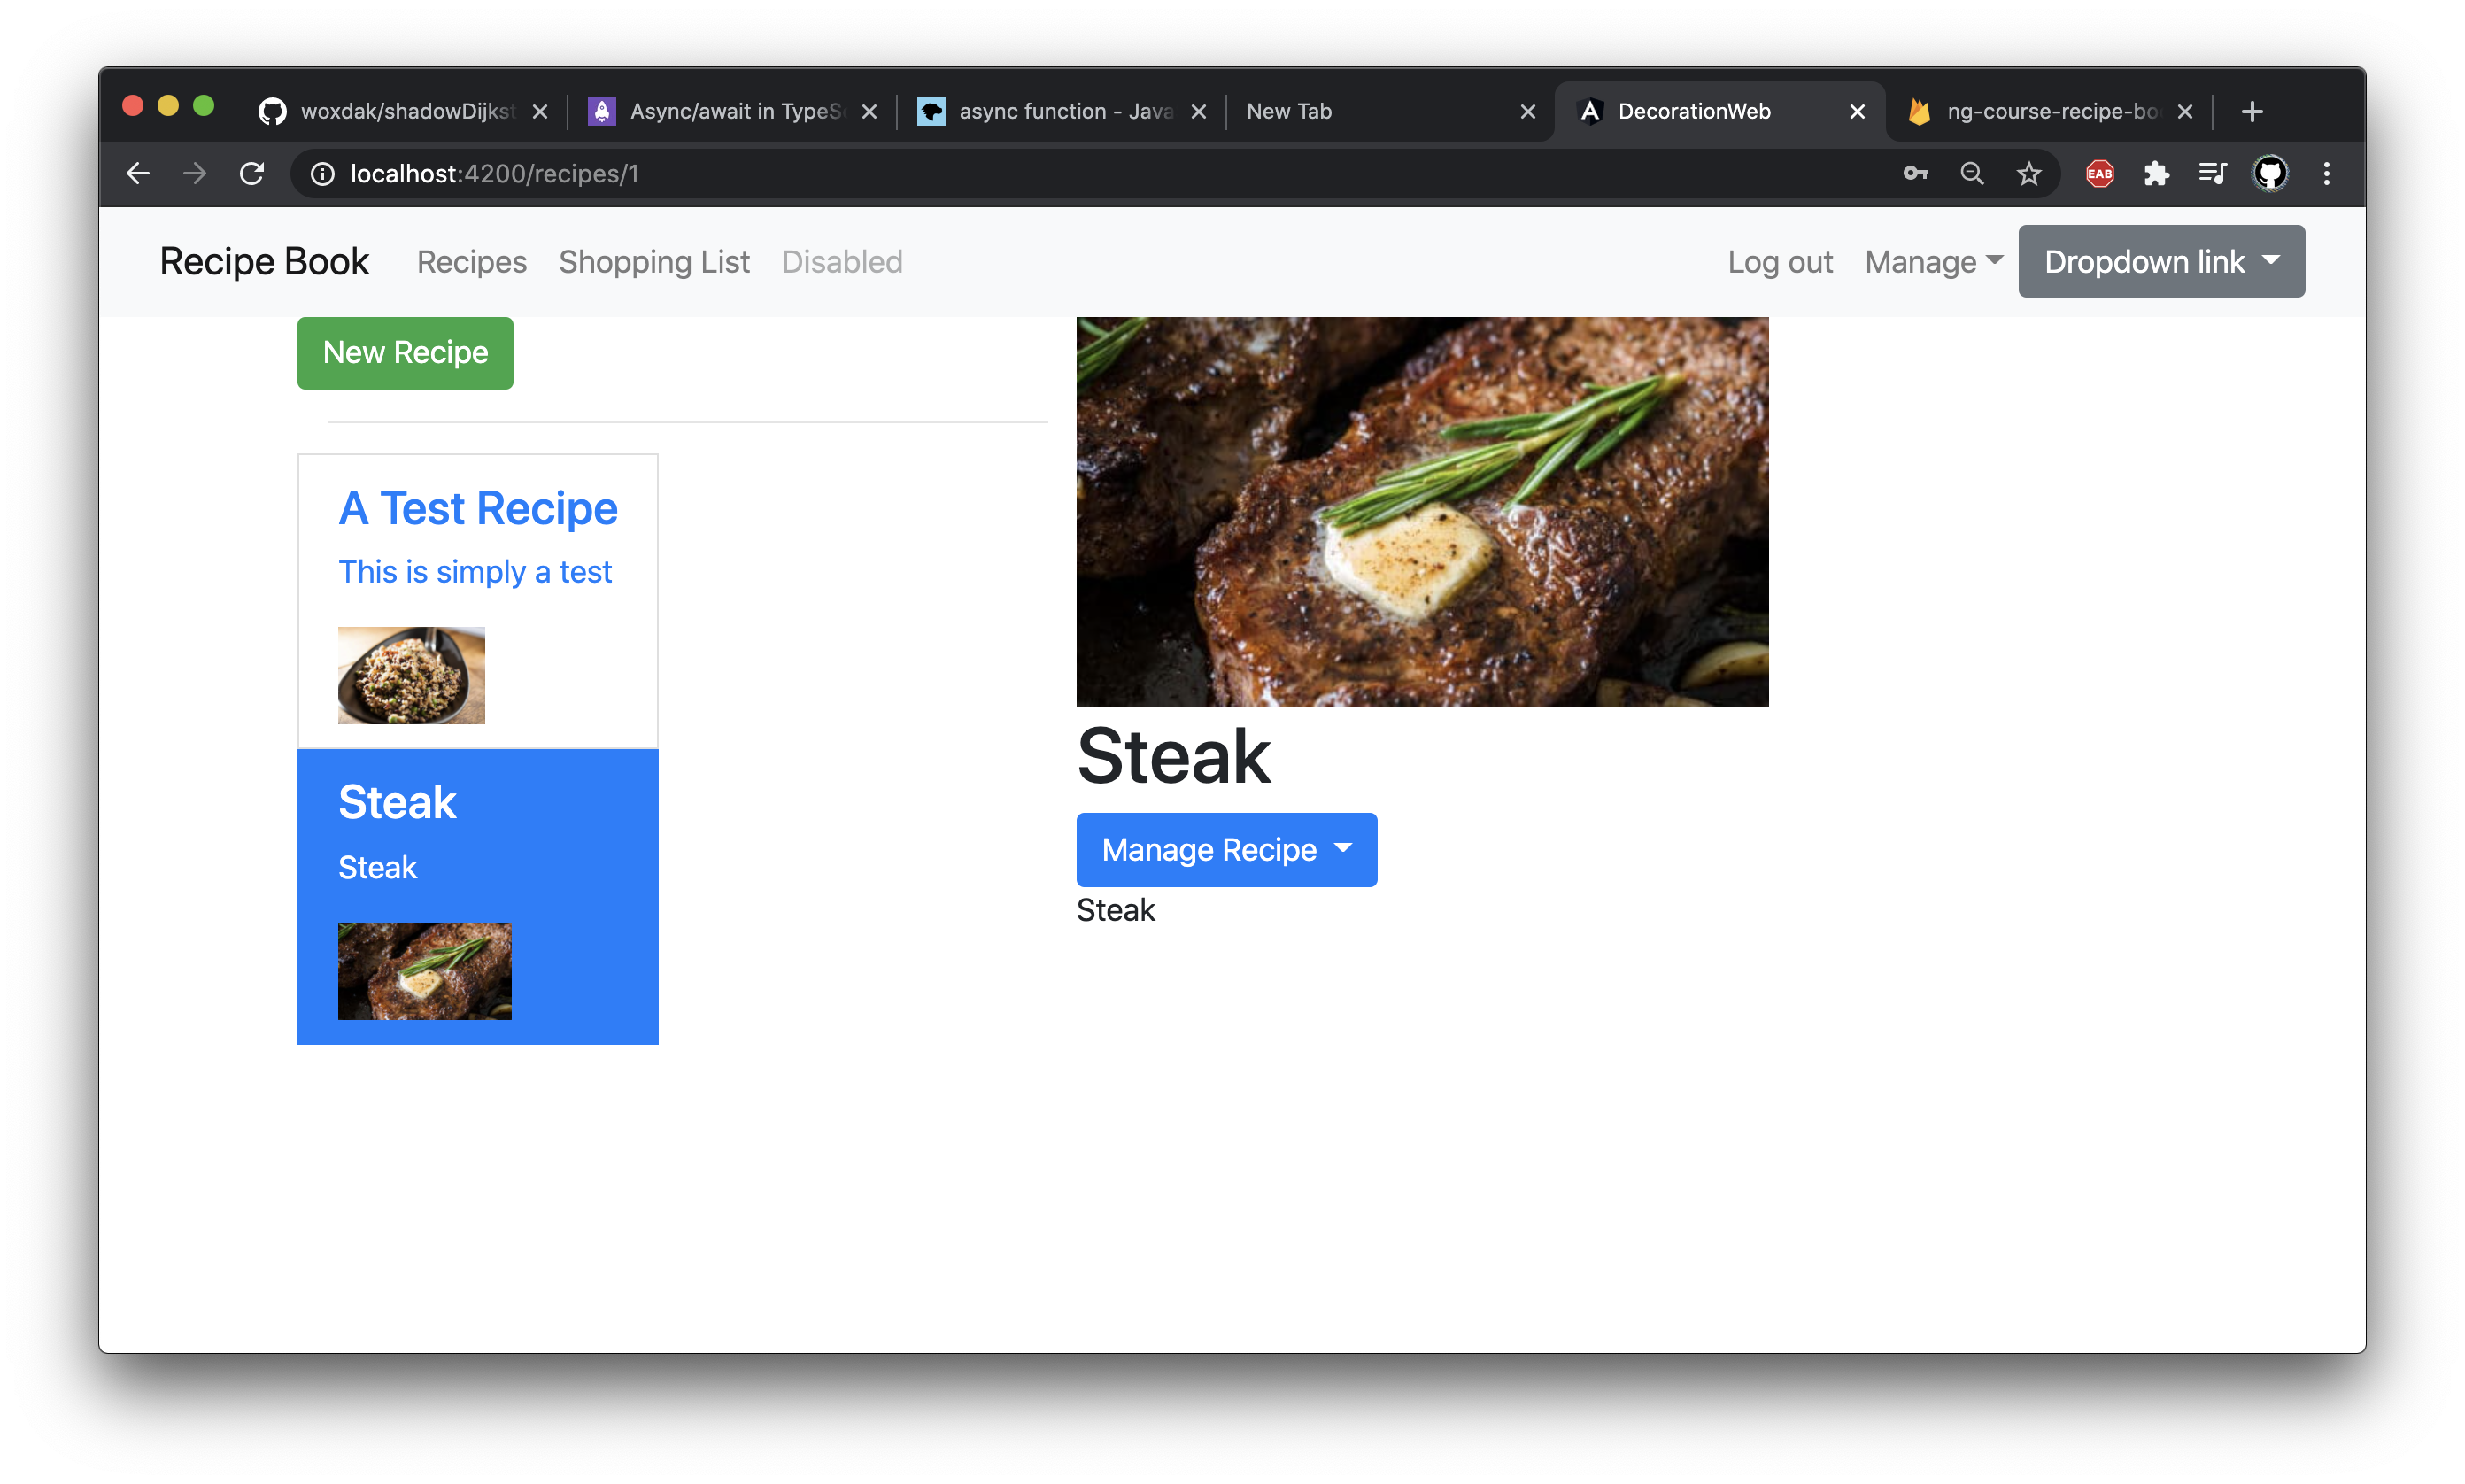 woxdak/shadowDijkst
Async/await in TypeSc
async function - Java
New Tab
DecorationWeb
ng-course-recipe-bo
localhost:4200/recipes/1
EAB
Recipe Book Recipes Shopping List Disabled Log out Manage Dropdown link
New Recipe
A Test Recipe
This is simply a test
Steak
Steak
Steak
Manage Recipe
Steak